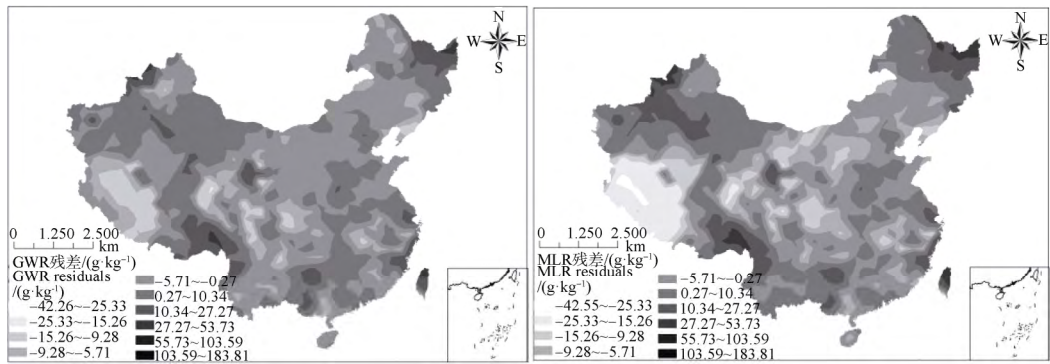 N
W E
S
0 1.250 2.500
km
GWR残差/(g·kg⁻¹)
GWR residuals
/(g·kg⁻¹)
−42.26~−25.33
−25.33~−15.26
−15.26~−9.28
−9.28~−5.71
−5.71~−0.27
0.27~10.34
10.34~27.27
27.27~53.73
55.73~103.59
103.59~183.81
N
W E
S
0 1.250 2.500
km
MLR残差/(g·kg⁻¹)
MLR residuals
/(g·kg⁻¹)
−42.55~−25.33
−25.33~−15.26
−15.26~−9.28
−9.28~−5.71
−5.71~−0.27
0.27~10.34
10.34~27.27
27.27~53.73
55.73~103.59
103.59~183.81